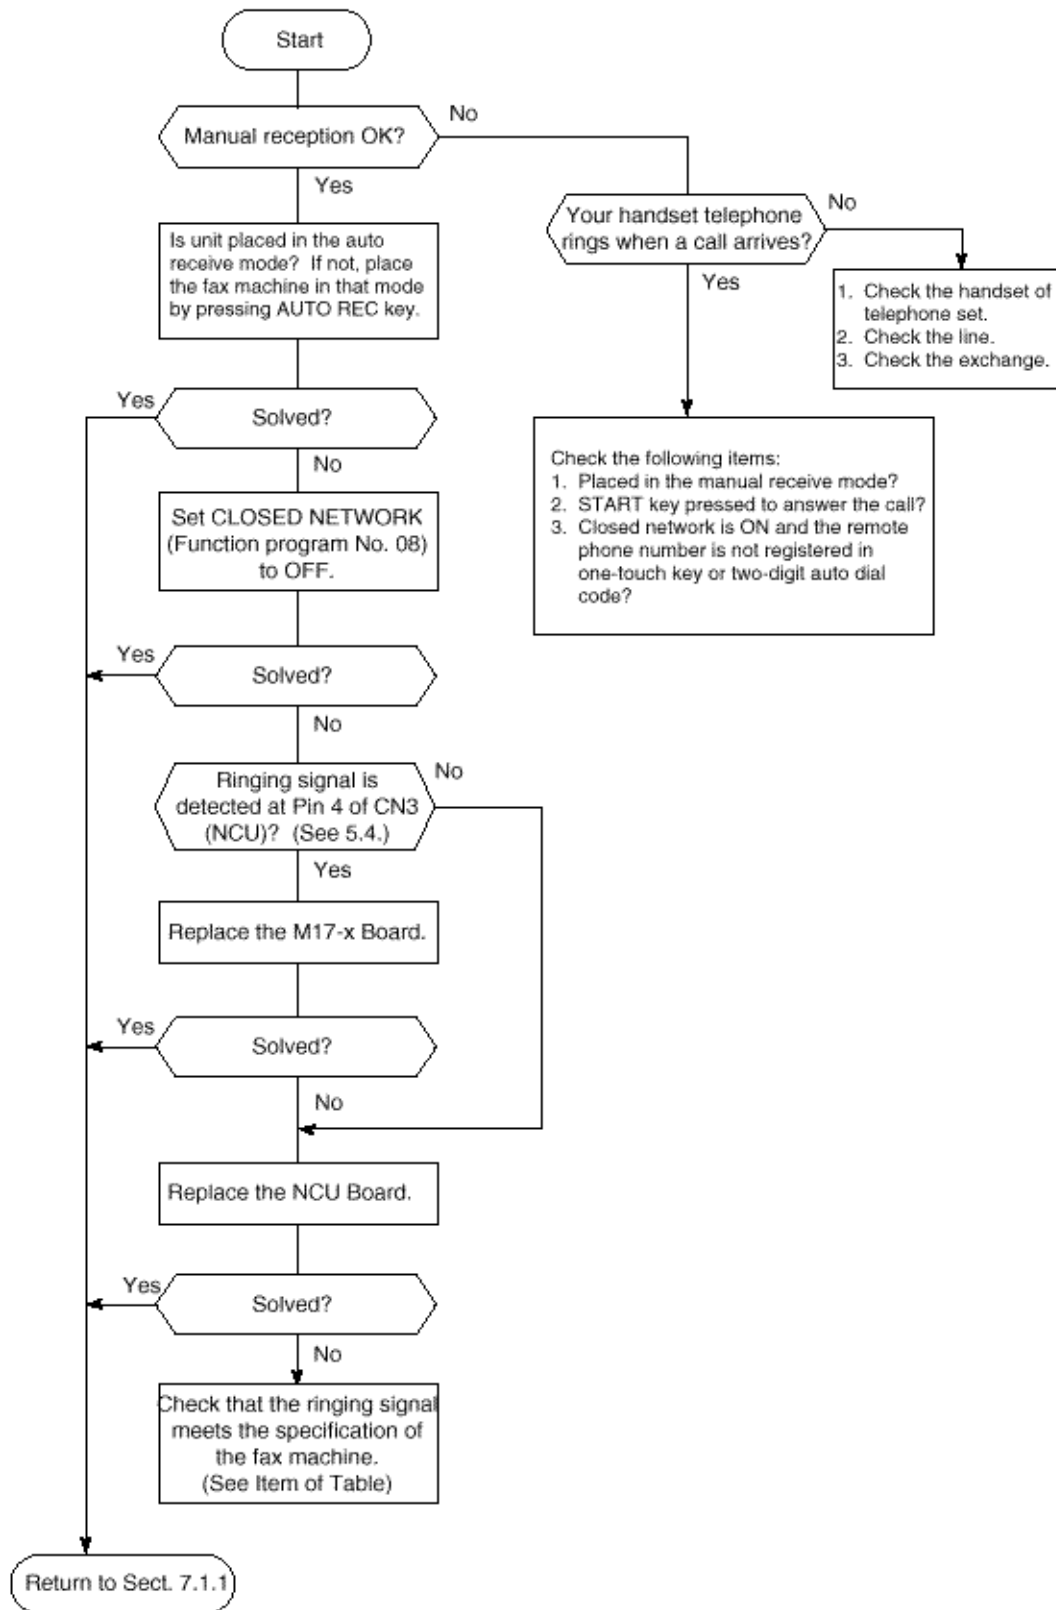 Start
Manual reception OK?
No
Yes
Your handset telephone
rings when a call arrives?
No
Yes
1. Check the handset of
telephone set.
2. Check the line.
3. Check the exchange.
Is unit placed in the auto
receive mode? If not, place
the fax machine in that mode
by pressing AUTO REC key.
Yes
Solved?
No
Check the following items:
1. Placed in the manual receive mode?
2. START key pressed to answer the call?
3. Closed network is ON and the remote
phone number is not registered in
one-touch key or two-digit auto dial
code?
Set CLOSED NETWORK
(Function program No. 08)
to OFF.
Yes
Solved?
No
Ringing signal is
detected at Pin 4 of CN3
(NCU)? (See 5.4.)
No
Yes
Replace the M17-x Board.
Yes
Solved?
No
Replace the NCU Board.
Yes
Solved?
No
Check that the ringing signal
meets the specification of
the fax machine.
(See Item of Table)
Return to Sect. 7.1.1